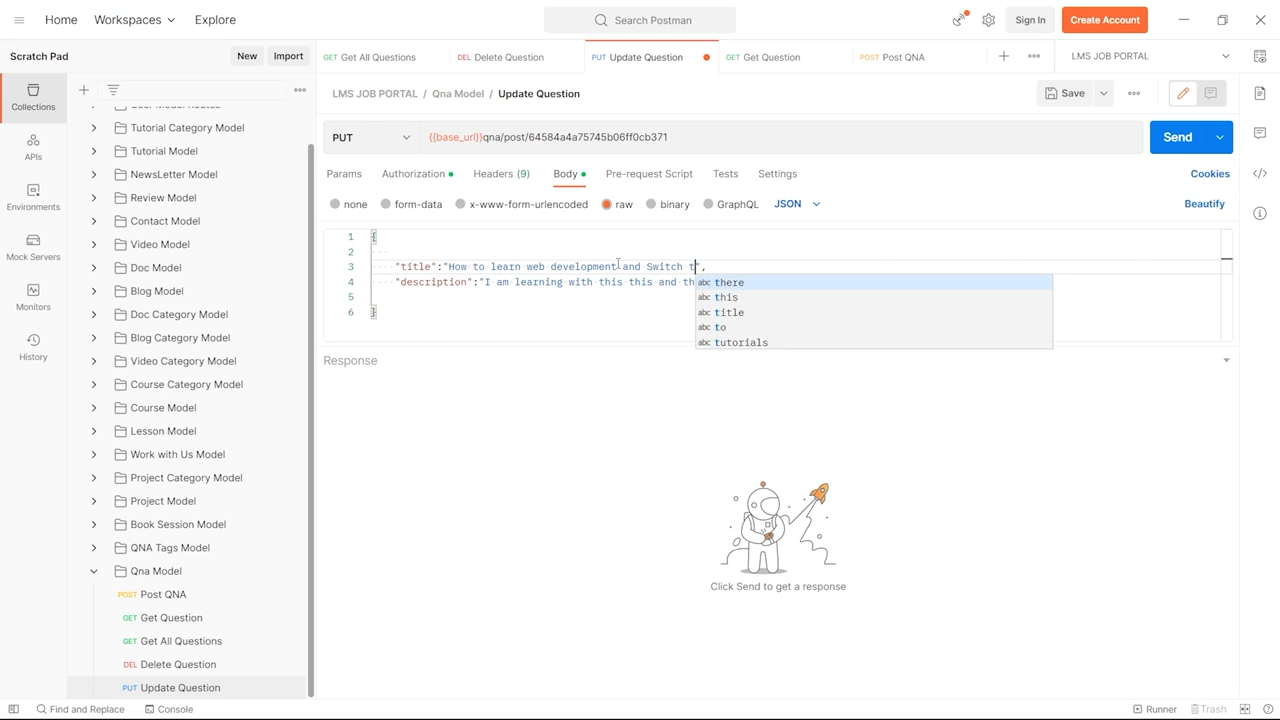 Home Workspaces Explore Search Postman Sign In Create Account
Scratch Pad New Import GET Get All Questions DEL Delete Question PUT Update Question GET Get Question POST Post QNA LMS JOB PORTAL
Collections
APIs
Environments
Mock Servers
Monitors
History
User Model Routes
Tutorial Category Model
Tutorial Model
NewsLetter Model
Review Model
Contact Model
Video Model
Doc Model
Blog Model
Doc Category Model
Blog Category Model
Video Category Model
Course Category Model
Course Model
Lesson Model
Work with Us Model
Project Category Model
Project Model
Book Session Model
QNA Tags Model
Qna Model
POST Post QNA
GET Get Question
GET Get All Questions
DEL Delete Question
PUT Update Question
LMS JOB PORTAL / Qna Model / Update Question Save
PUT {{base_url}}qna/post/64584a4a75745b06ff0cb371 Send
Params Authorization Headers (9) Body Pre-request Script Tests Settings Cookies
none form-data x-www-form-urlencoded raw binary GraphQL JSON Beautify
1 {
2
3 "title":"How to learn web development and Switch t",
4 "description":"I am learning with this this and th
5
6 }
abc there
abc this
abc title
abc to
abc tutorials
Response
Click Send to get a response
Find and Replace Console Runner Trash